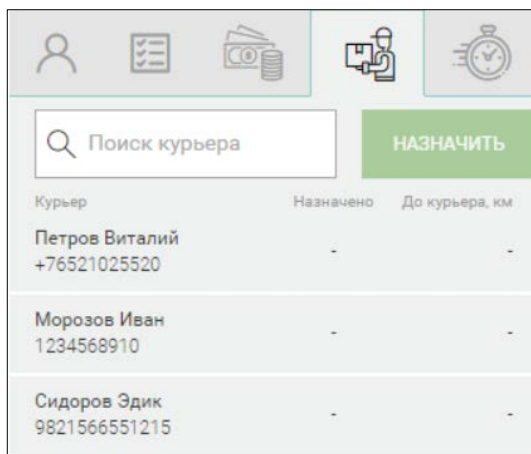 Поиск курьера
НАЗНАЧИТЬ
Курьер Назначено До курьера, км
Петров Виталий
+76521025520 - -
Морозов Иван
1234568910 - -
Сидоров Эдик
9821566551215 - -